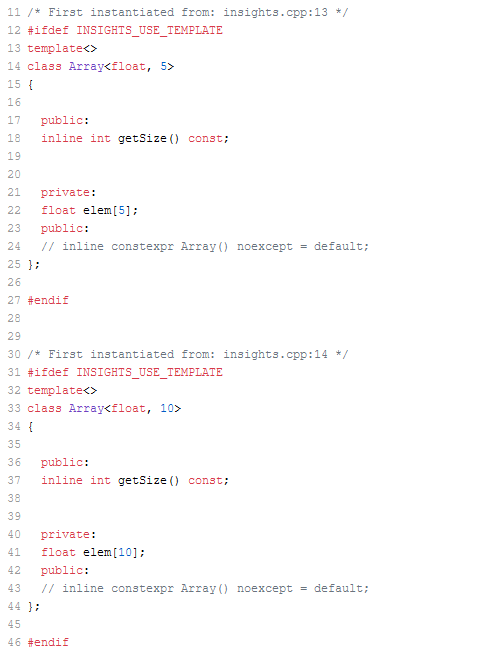 11 /* First instantiated from: insights.cpp:13 */
12 #ifdef INSIGHTS_USE_TEMPLATE
13 template<>
14 class Array<float, 5>
15 {
16
17   public:
18   inline int getSize() const;
19
20
21   private:
22   float elem[5];
23   public:
24   // inline constexpr Array() noexcept = default;
25 };
26
27 #endif
28
29
30 /* First instantiated from: insights.cpp:14 */
31 #ifdef INSIGHTS_USE_TEMPLATE
32 template<>
33 class Array<float, 10>
34 {
35
36   public:
37   inline int getSize() const;
38
39
40   private:
41   float elem[10];
42   public:
43   // inline constexpr Array() noexcept = default;
44 };
45
46 #endif